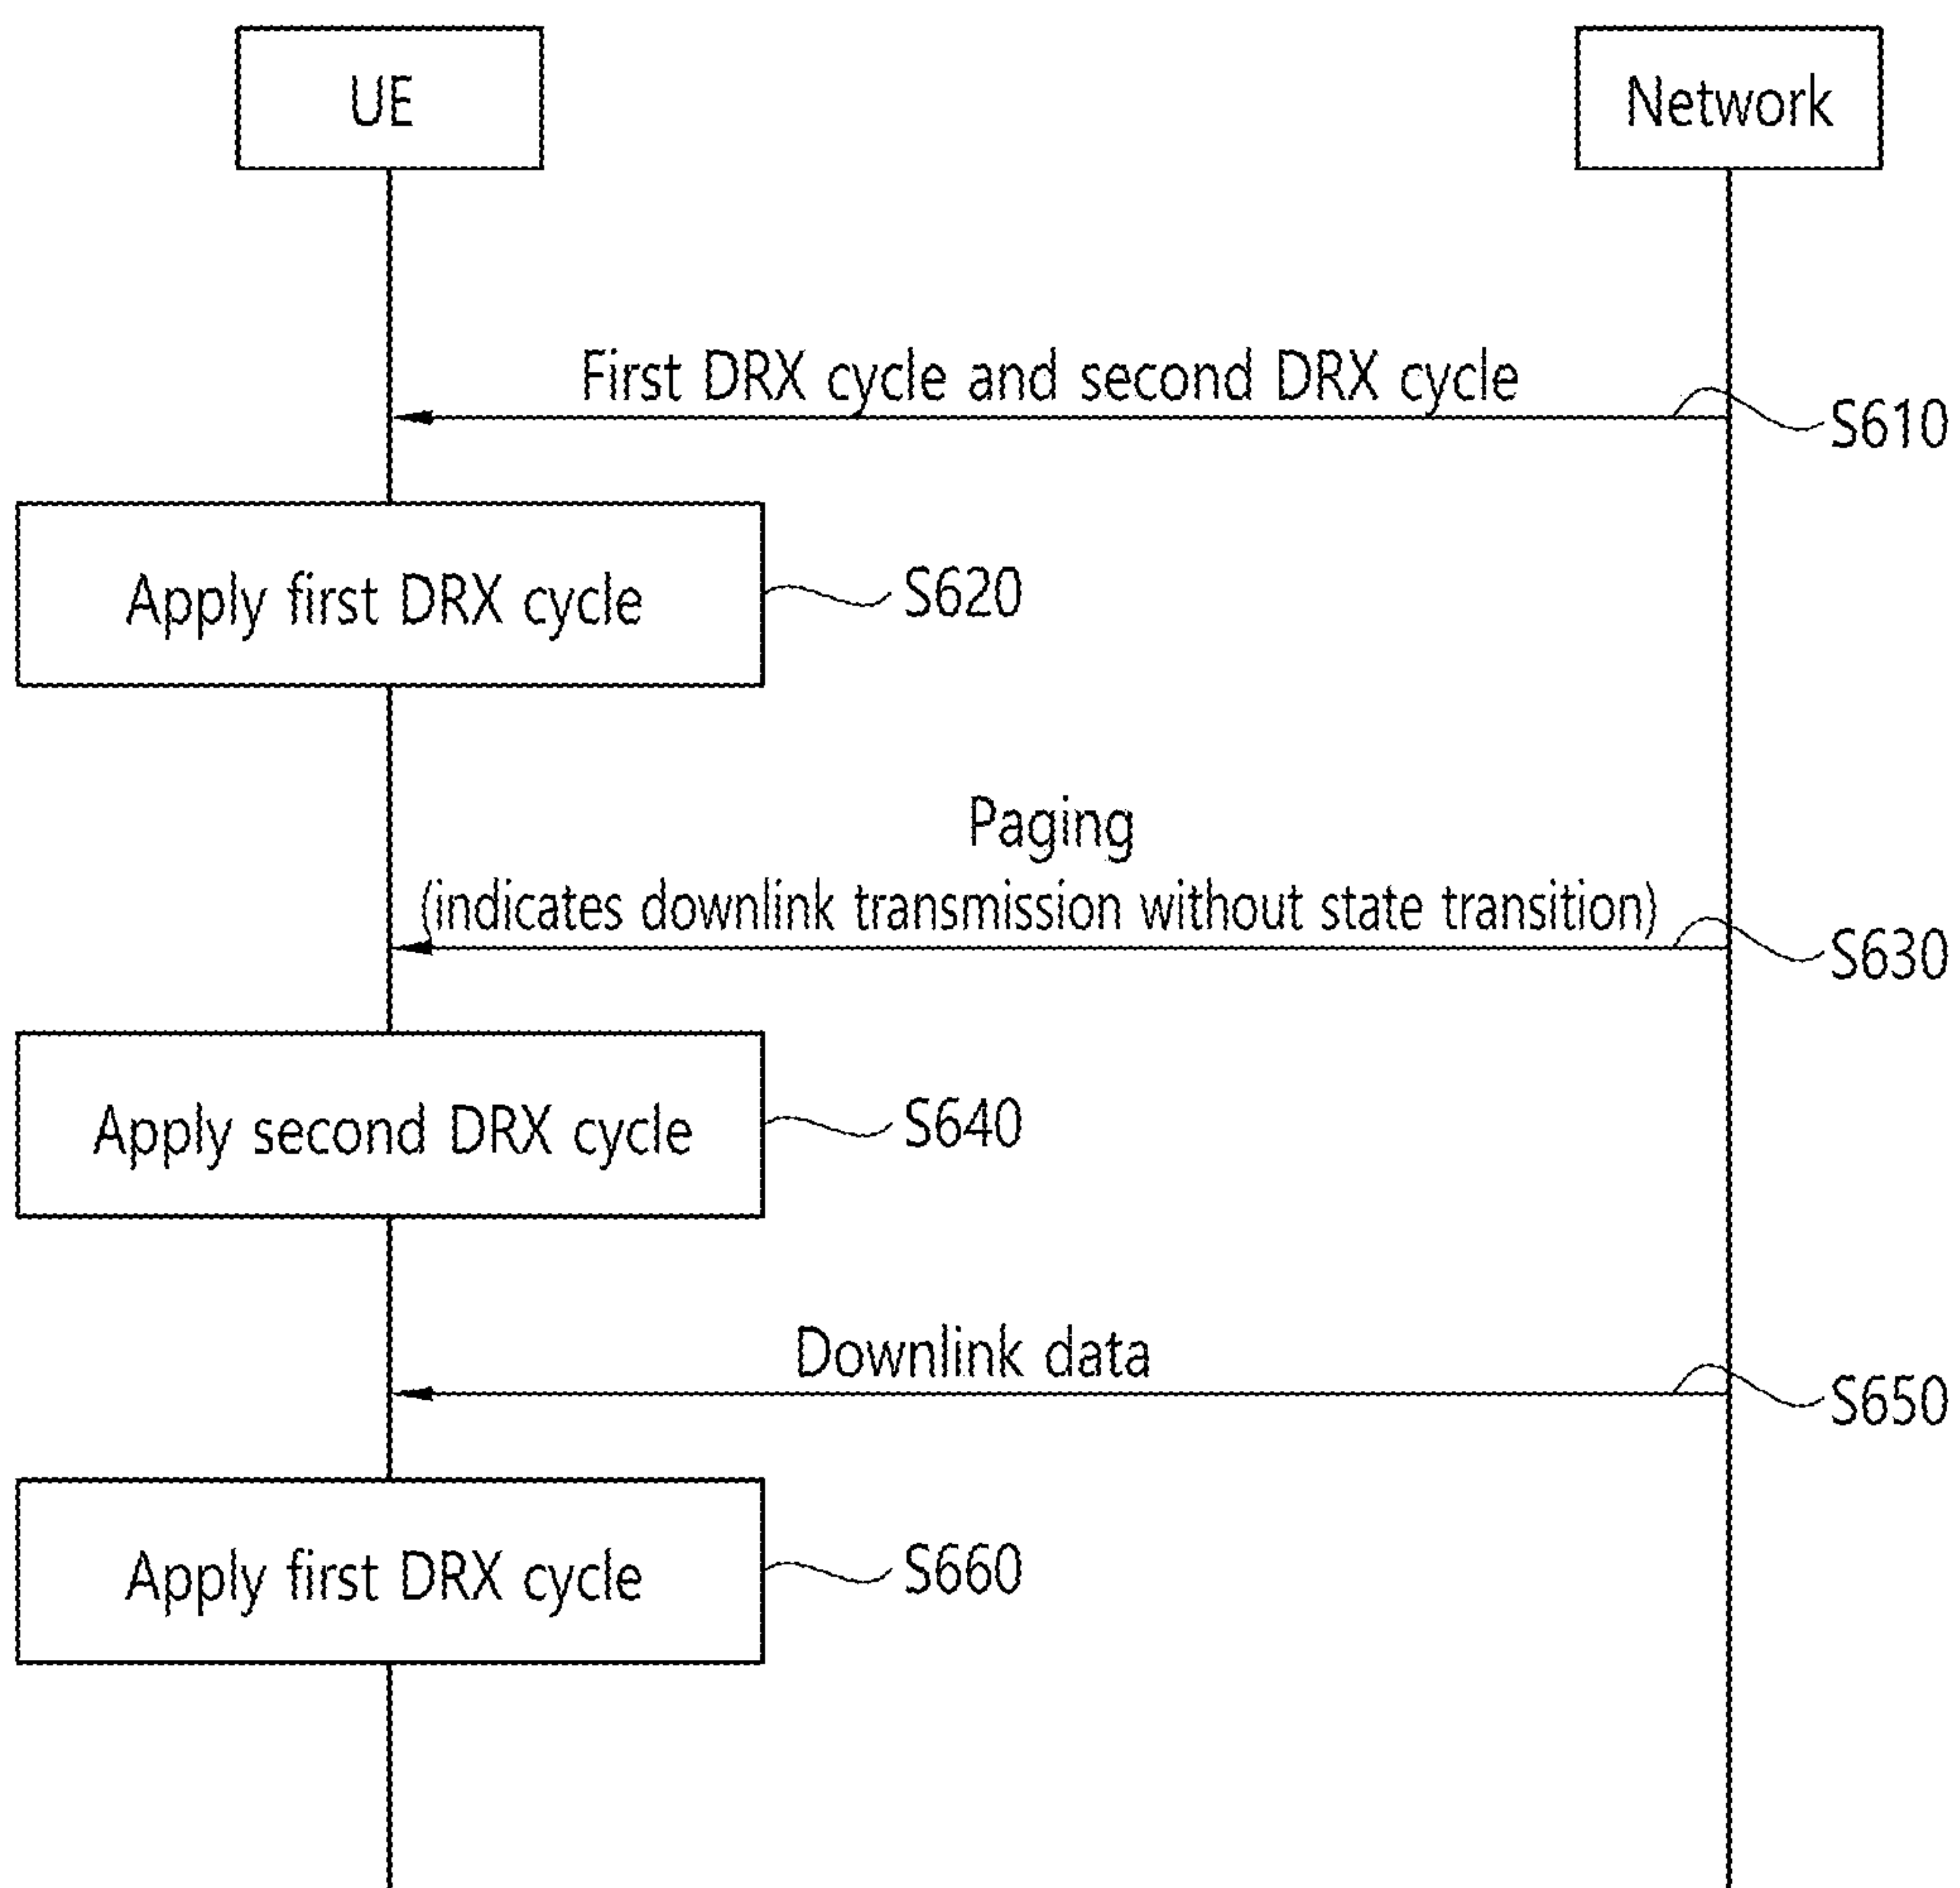 UE
Network
First DRX cycle and second DRX cycle
S610
Apply first DRX cycle
S620
Paging
(indicates downlink transmission without state transition)
S630
Apply second DRX cycle
S640
Downlink data
S650
Apply first DRX cycle
S660